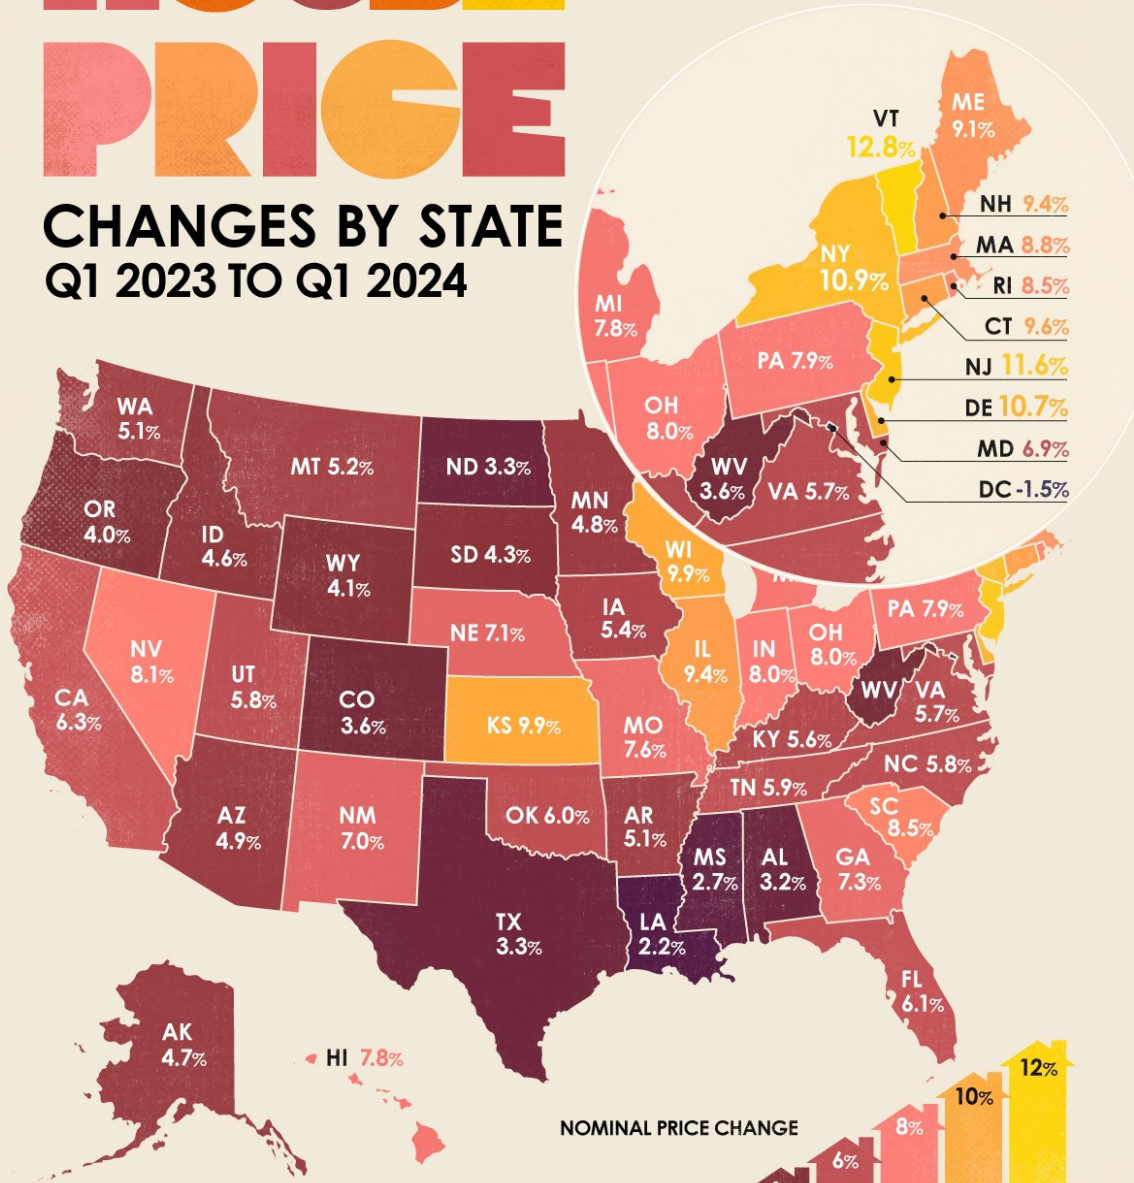 PRICE
CHANGES BY STATE
Q1 2023 TO Q1 2024
VT
12.8%
ME
9.1%
NH 9.4%
MA 8.8%
RI 8.5%
CT 9.6%
NJ 11.6%
DE 10.7%
MD 6.9%
DC -1.5%
NY
10.9%
MI
7.8%
PA 7.9%
OH
8.0%
WV
3.6%
VA 5.7%
WA
5.1%
MT 5.2%
ND 3.3%
MN
4.8%
OR
4.0%
ID
4.6%
WY
4.1%
SD 4.3%
WI
9.9%
IA
5.4%
NE 7.1%
PA 7.9%
NV
8.1%
UT
5.8%
CO
3.6%
KS 9.9%
MO
7.6%
IL
9.4%
IN
8.0%
OH
8.0%
WV
VA
5.7%
CA
6.3%
KY 5.6%
NC 5.8%
TN 5.9%
AZ
4.9%
NM
7.0%
OK 6.0%
AR
5.1%
SC
8.5%
MS
2.7%
AL
3.2%
GA
7.3%
TX
3.3%
LA
2.2%
FL
6.1%
AK
4.7%
HI 7.8%
NOMINAL PRICE CHANGE
6%
8%
10%
12%